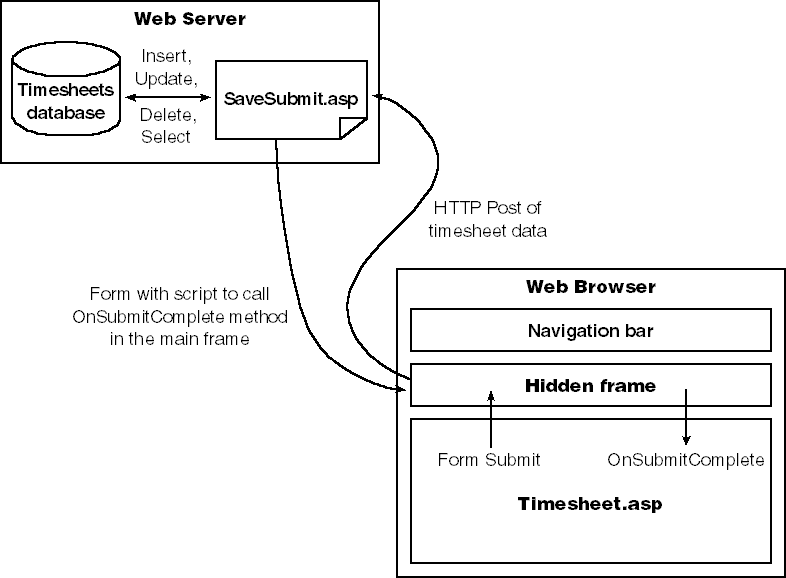 Web Server
Insert,
Update,
Timesheets
database
SaveSubmit.asp
Delete,
Select
HTTP Post of
timesheet data
Form with script to call
OnSubmitComplete method
in the main frame
Web Browser
Navigation bar
Hidden frame
Form Submit
OnSubmitComplete
Timesheet.asp